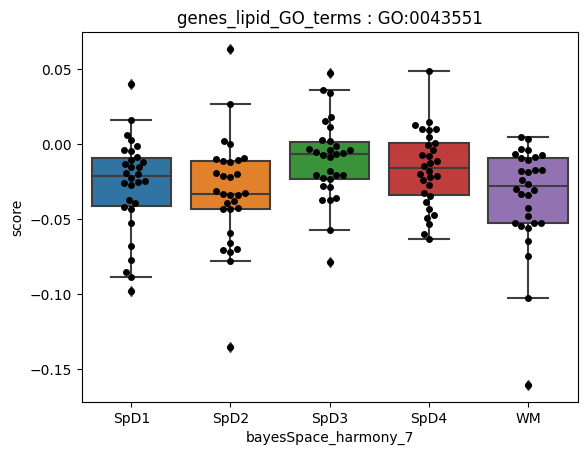 genes_lipid_GO_terms : GO:0043551
0.05
0.00
−0.05
−0.10
−0.15
score
SpD1 SpD2 SpD3 SpD4 WM
bayesSpace_harmony_7